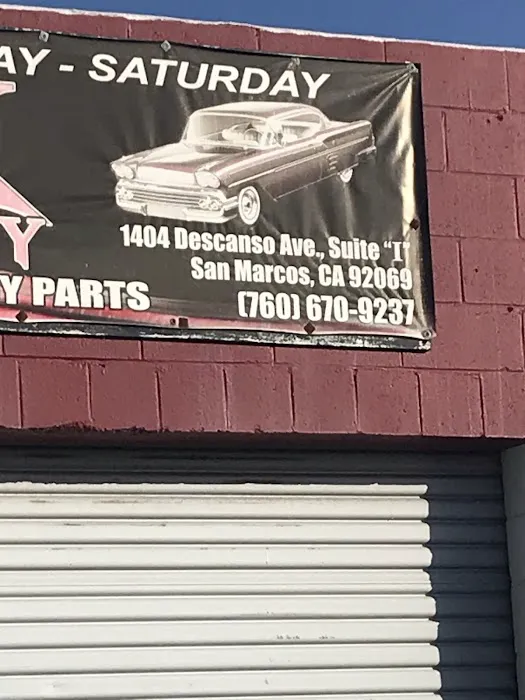 AY - SATURDAY
Y
1404 Descanso Ave., Suite "I"
San Marcos, CA 92069
Y PARTS
(760) 670-9237